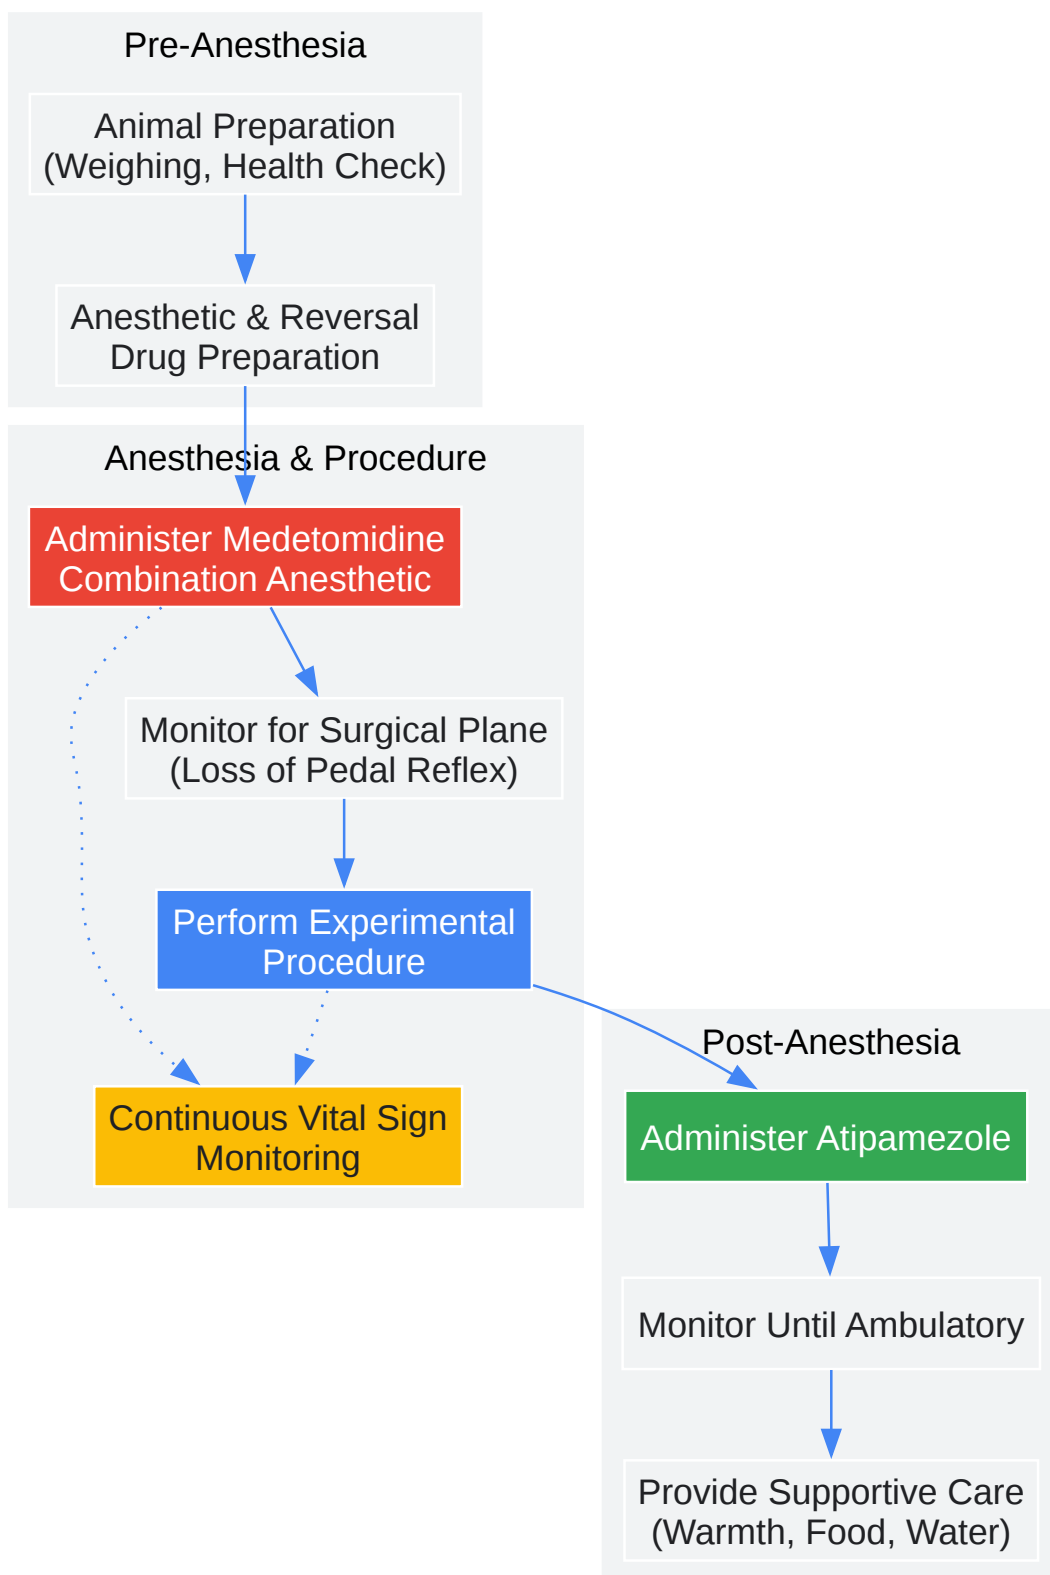 Pre-Anesthesia
Animal Preparation
(Weighing, Health Check)
Anesthetic & Reversal
Drug Preparation
Anesthesia & Procedure
Administer Medetomidine
Combination Anesthetic
Monitor for Surgical Plane
(Loss of Pedal Reflex)
Perform Experimental
Procedure
Continuous Vital Sign
Monitoring
Post-Anesthesia
Administer Atipamezole
Monitor Until Ambulatory
Provide Supportive Care
(Warmth, Food, Water)